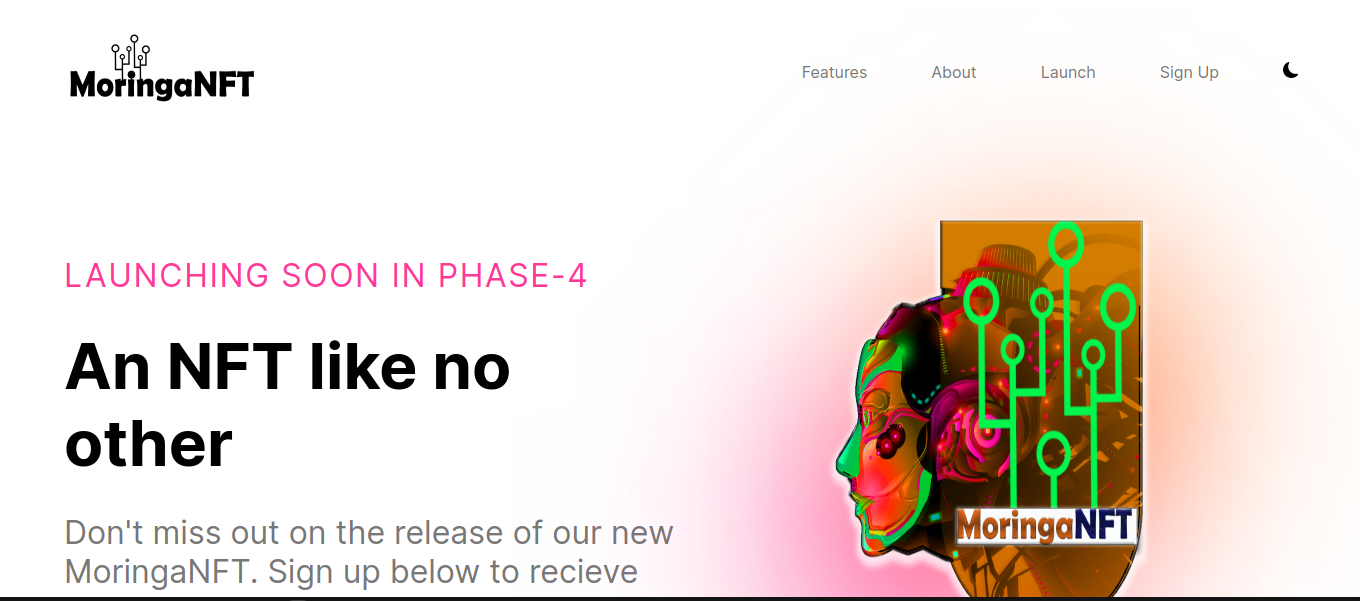 MoringaNFT
Features
About
Launch
Sign Up
LAUNCHING SOON IN PHASE-4
An NFT like no
other
Don't miss out on the release of our new
MoringaNFT. Sign up below to recieve
MoringaNFT